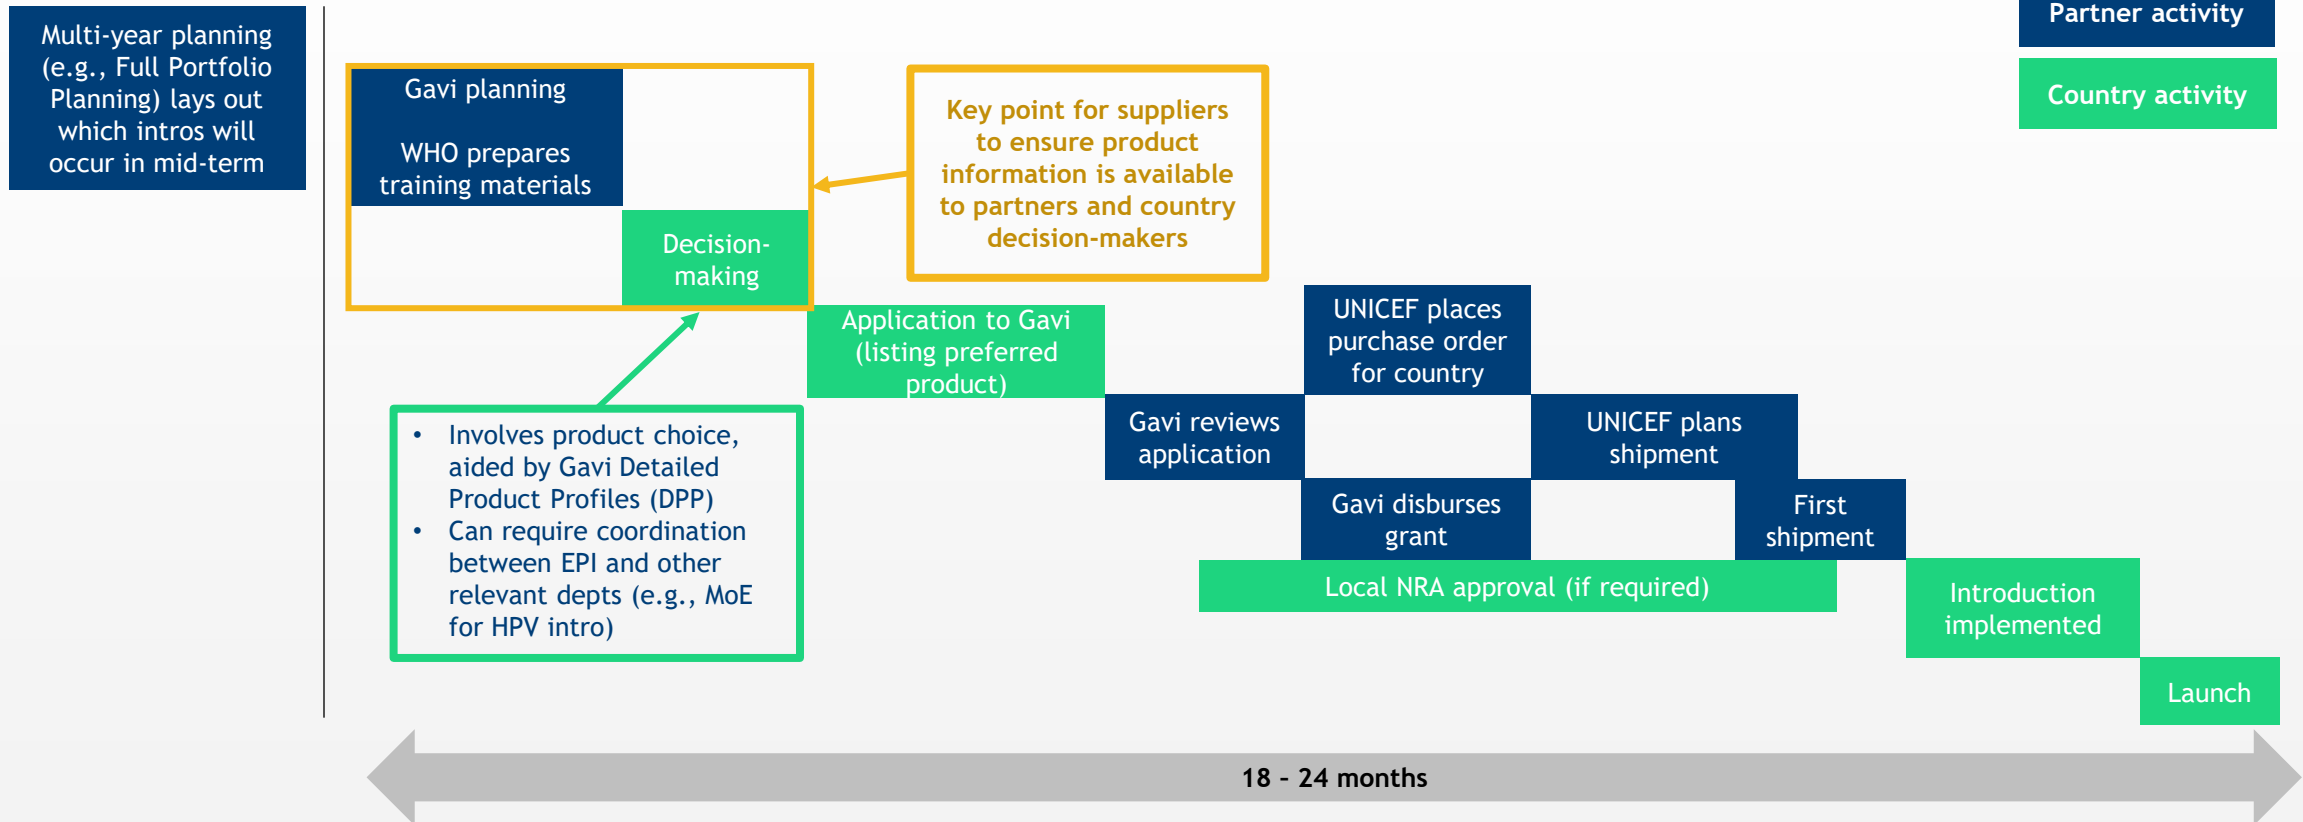 Multi-year planning
(e.g., Full Portfolio
Planning) lays out
which intros will
occur in mid-term
Partner activity
Country activity
Gavi planning
WHO prepares
training materials
Decision-
making
Key point for suppliers
to ensure product
information is available
to partners and country
decision-makers
Application to Gavi
(listing preferred
product)
• Involves product choice,
aided by Gavi Detailed
Product Profiles (DPP)
• Can require coordination
between EPI and other
relevant depts (e.g., MoE
for HPV intro)
Gavi reviews
application
UNICEF places
purchase order
for country
Gavi disburses
grant
UNICEF plans
shipment
First
shipment
Local NRA approval (if required)
Introduction
implemented
Launch
18 – 24 months